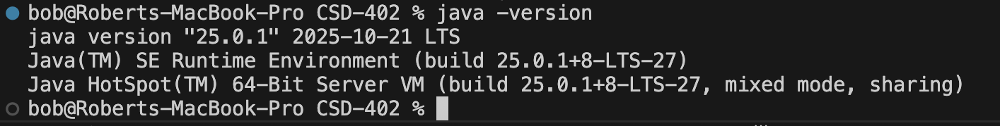 bob@Roberts-MacBook-Pro CSD-402 % java -version
java version "25.0.1" 2025-10-21 LTS
Java(TM) SE Runtime Environment (build 25.0.1+8-LTS-27)
Java HotSpot(TM) 64-Bit Server VM (build 25.0.1+8-LTS-27, mixed mode, sharing)
bob@Roberts-MacBook-Pro CSD-402 %